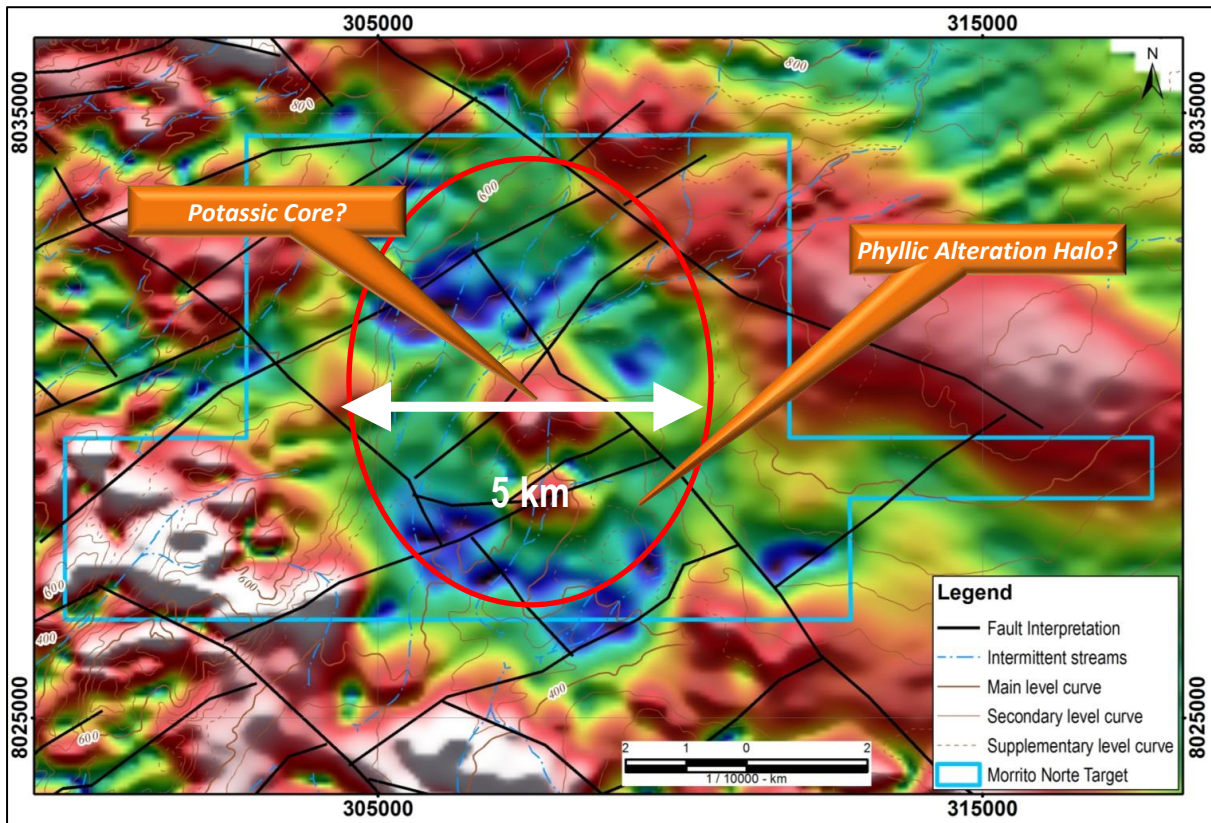 305000
315000
N
800
800
8035000
8035000
600
Potassic Core?
Phyllic Alteration Halo?
5 km
600
600
400
400
600
Legend
Fault Interpretation
Intermittent streams
Main level curve
Secondary level curve
Supplementary level curve
Morrito Norte Target
8025000
8025000
2 1 0 2
1 / 10000 - km
305000
315000